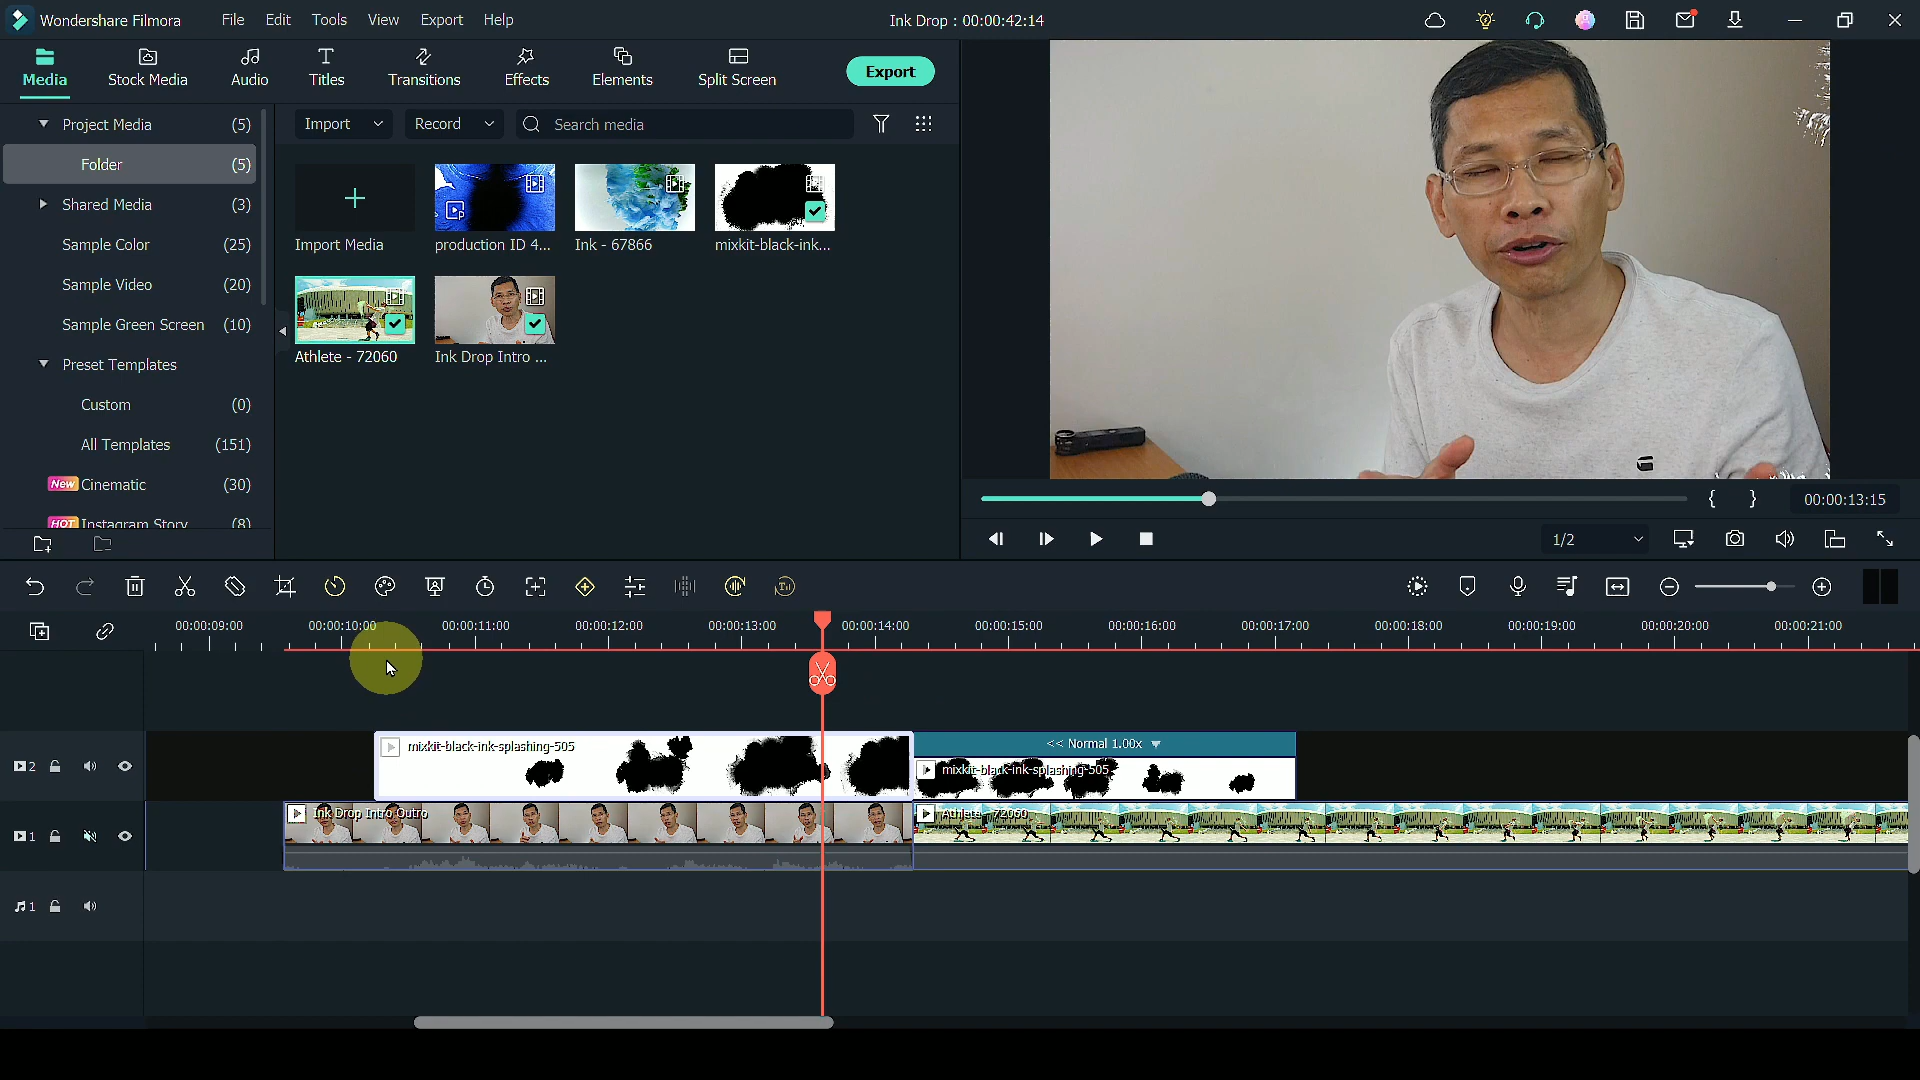 Wondershare Filmora File Edit Tools View Export Help Ink Drop : 00:00:42:14
Media Stock Media Audio Titles Transitions Effects Elements Split Screen Export
Project Media (5)
Folder (5)
Shared Media (3)
Sample Color (25)
Sample Video (20)
Sample Green Screen (10)
Preset Templates
Custom (0)
All Templates (151)
New Cinematic (30)
HOT Instagram Story (8)
Import Record Search media
Import Media production ID 4... Ink - 67866 mixkit-black-ink...
Athlete - 72060 Ink Drop Intro ...
{ } 00:00:13:15
1/2
00:00:09:00 00:00:10:00 00:00:11:00 00:00:12:00 00:00:13:00 00:00:14:00 00:00:15:00 00:00:16:00 00:00:17:00 00:00:18:00 00:00:19:00 00:00:20:00 00:00:21:00
2 mixkit-black-ink-splashing-505 << Normal 1.00x
mixkit-black-ink-splashing-505
1 Ink Drop Intro Outro Athlete - 72060
1